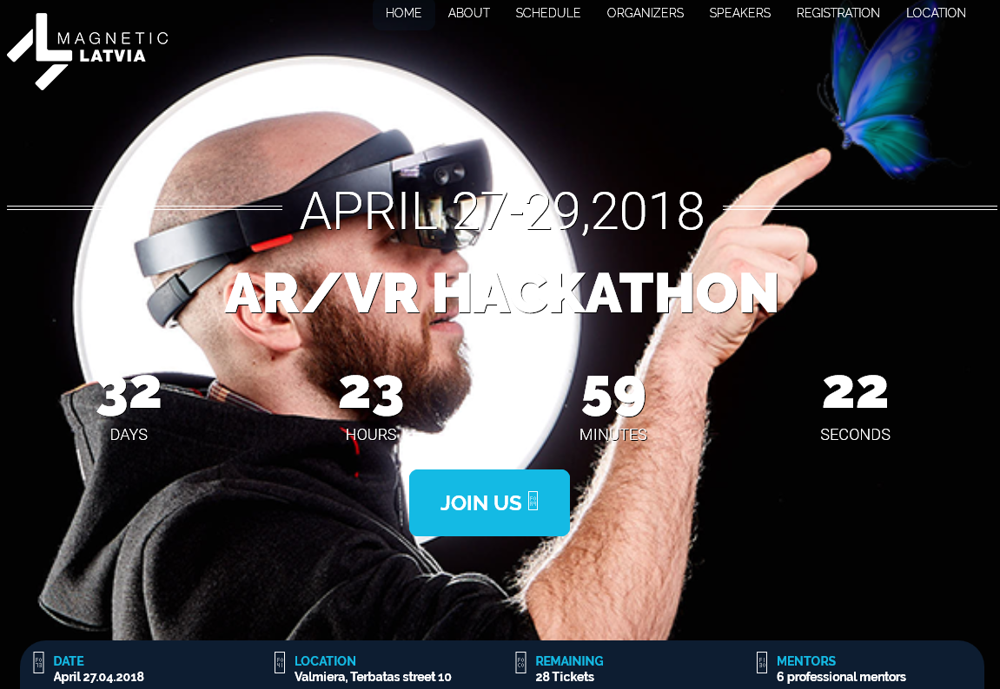 HOME ABOUT SCHEDULE ORGANIZERS SPEAKERS REGISTRATION LOCATION
MAGNETIC
LATVIA
APRIL 27-29,2018
AR/VR HACKATHON
32 23 59 22
DAYS HOURS MINUTES SECONDS
JOIN US
DATE LOCATION REMAINING MENTORS
April 27.04.2018 Valmiera, Terbatas street 10 28 Tickets 6 professional mentors